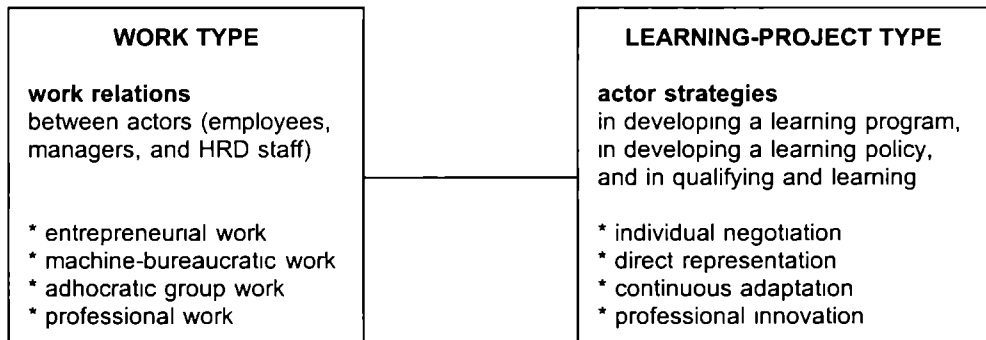 WORK TYPE
work relations
between actors (employees,
managers, and HRD staff)
* entrepreneurial work
* machine-bureaucratic work
* adhocratic group work
* professional work
LEARNING-PROJECT TYPE
actor strategies
in developing a learning program,
in developing a learning policy,
and in qualifying and learning
* individual negotiation
* direct representation
* continuous adaptation
* professional innovation